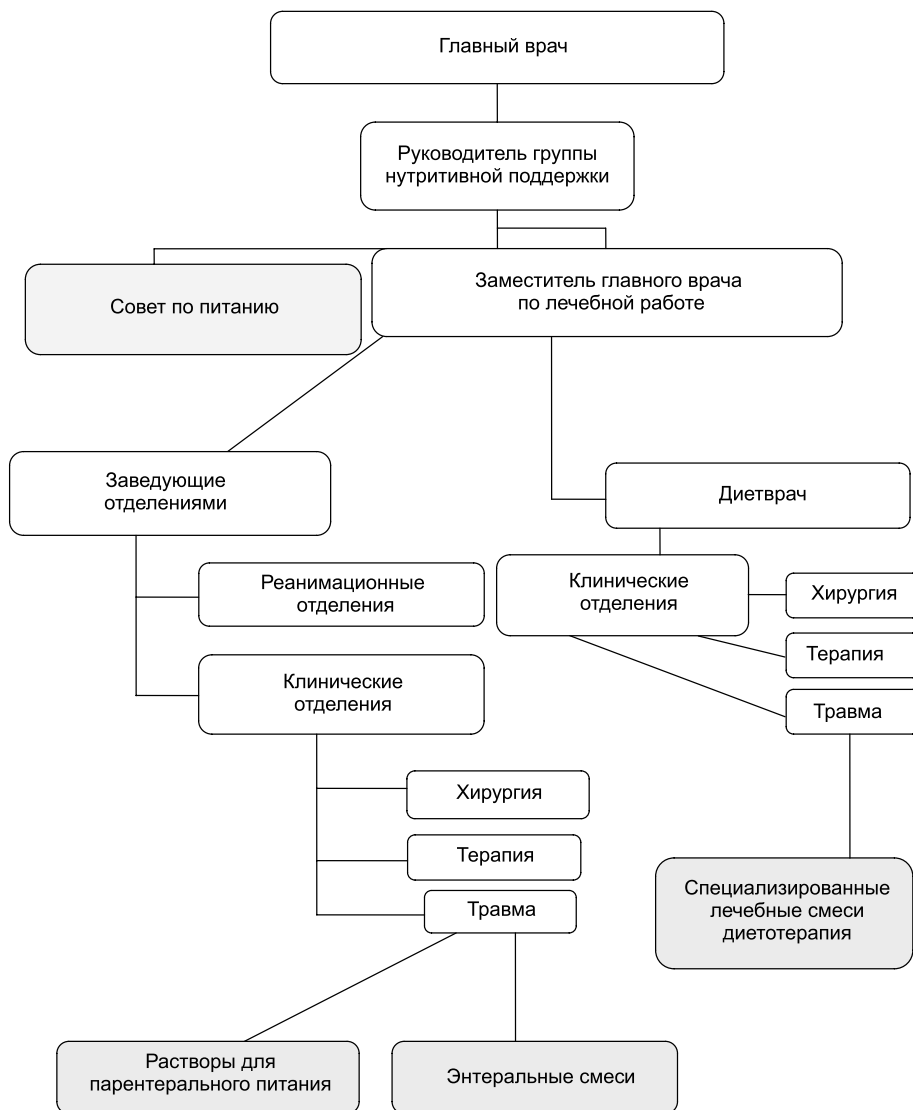 Главный врач
Руководитель группы
нутритивной поддержки
Совет по питанию
Заместитель главного врача
по лечебной работе
Заведующие
отделениями
Диетврач
Реанимационные
отделения
Клинические
отделения
Хирургия
Терапия
Травма
Клинические
отделения
Хирургия
Терапия
Травма
Специализированные
лечебные смеси
диетотерапия
Растворы для
парентерального питания
Энтеральные смеси